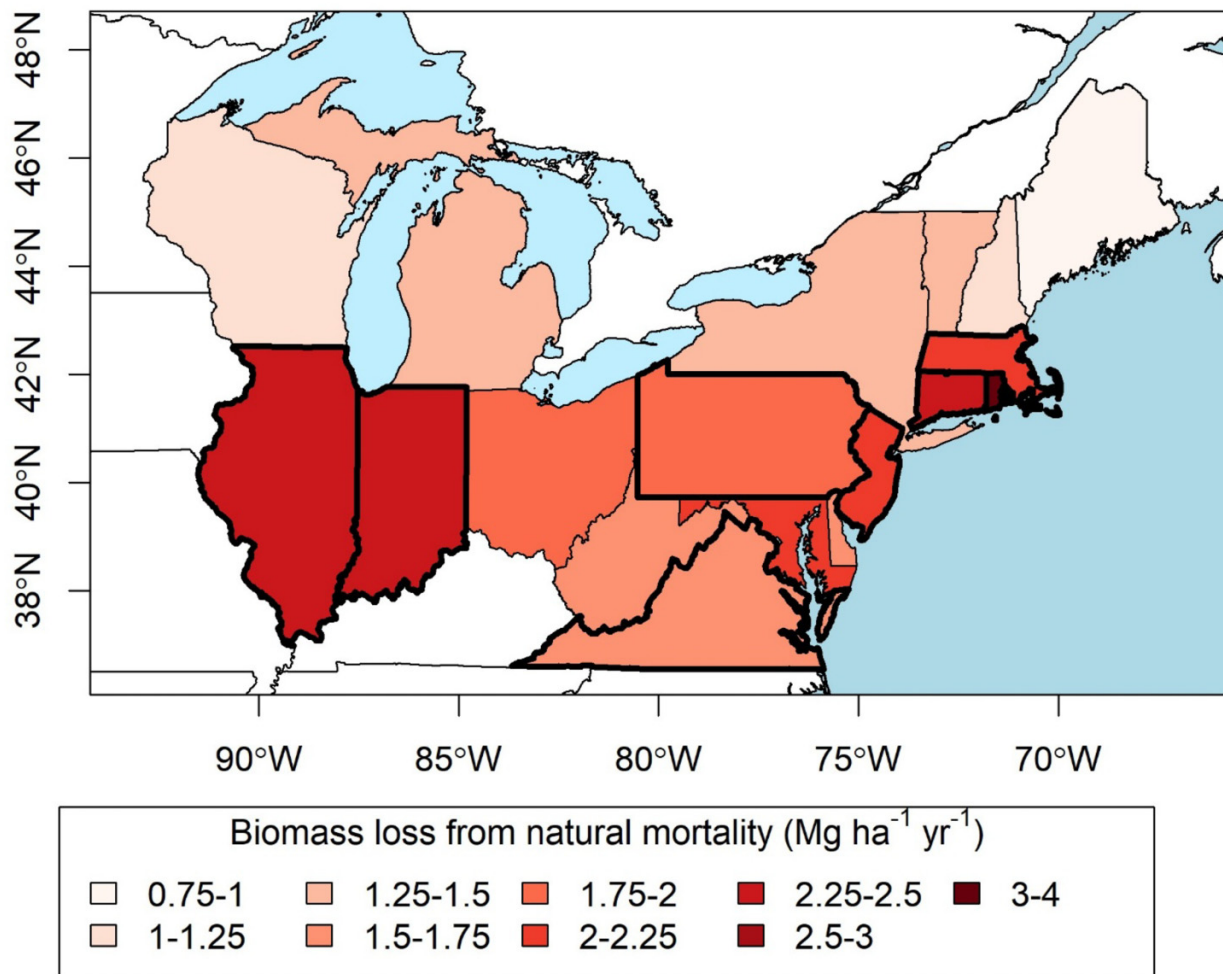 48°N
46°N
44°N
42°N
40°N
38°N
90°W 85°W 80°W 75°W 70°W
Biomass loss from natural mortality (Mg ha⁻¹ yr⁻¹)
0.75-1 1.25-1.5 1.75-2 2.25-2.5 3-4
1-1.25 1.5-1.75 2-2.25 2.5-3